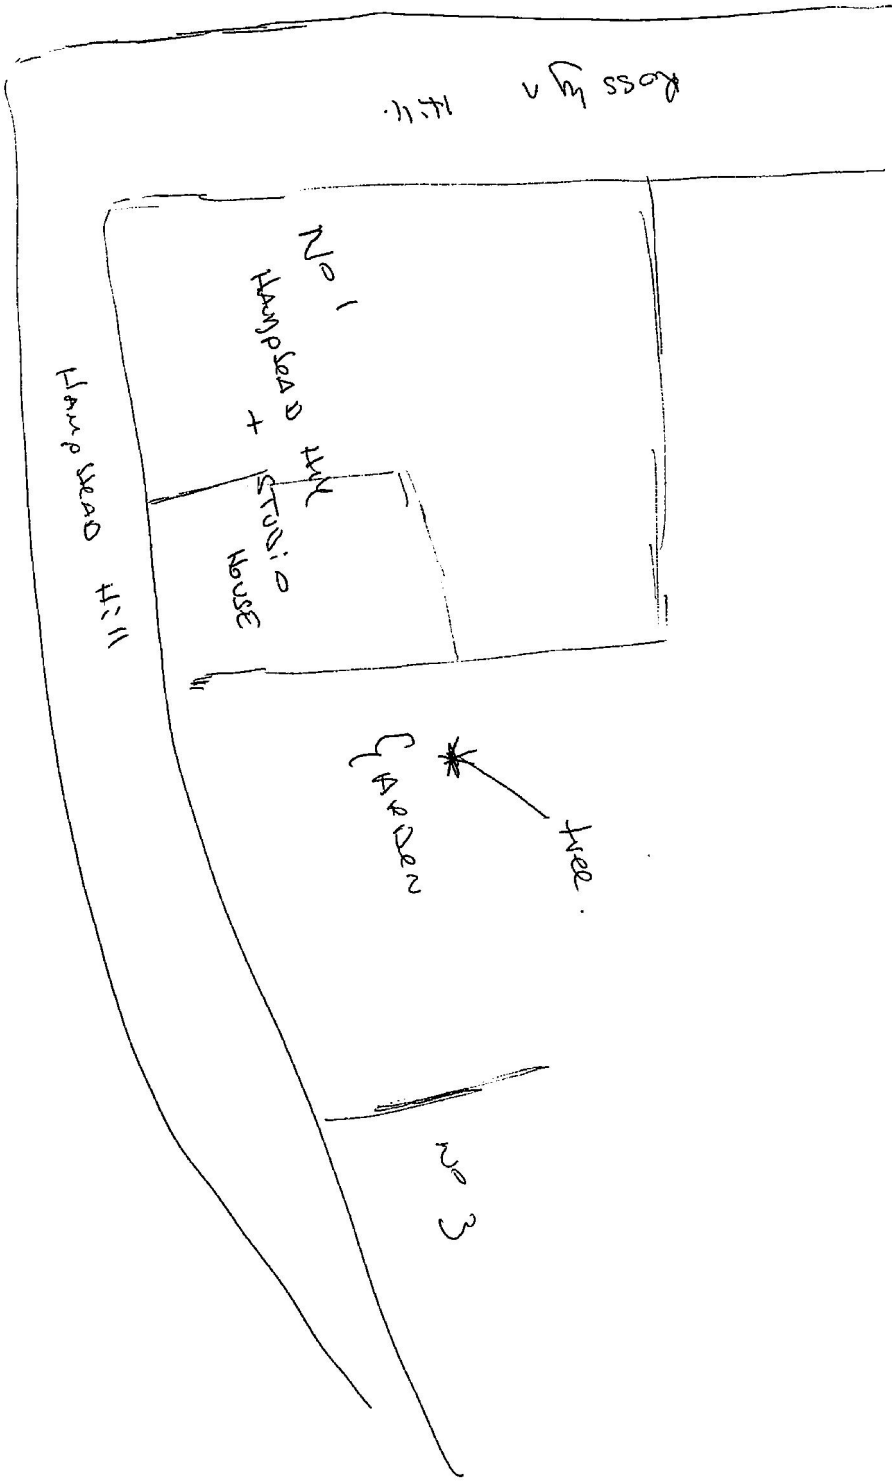 Rosslyn Hill.
No 1
HAMPSTEAD Hill
+ STUDIO
HOUSE
HAMPSTEAD Hill
GARDEN
tree.
No 3